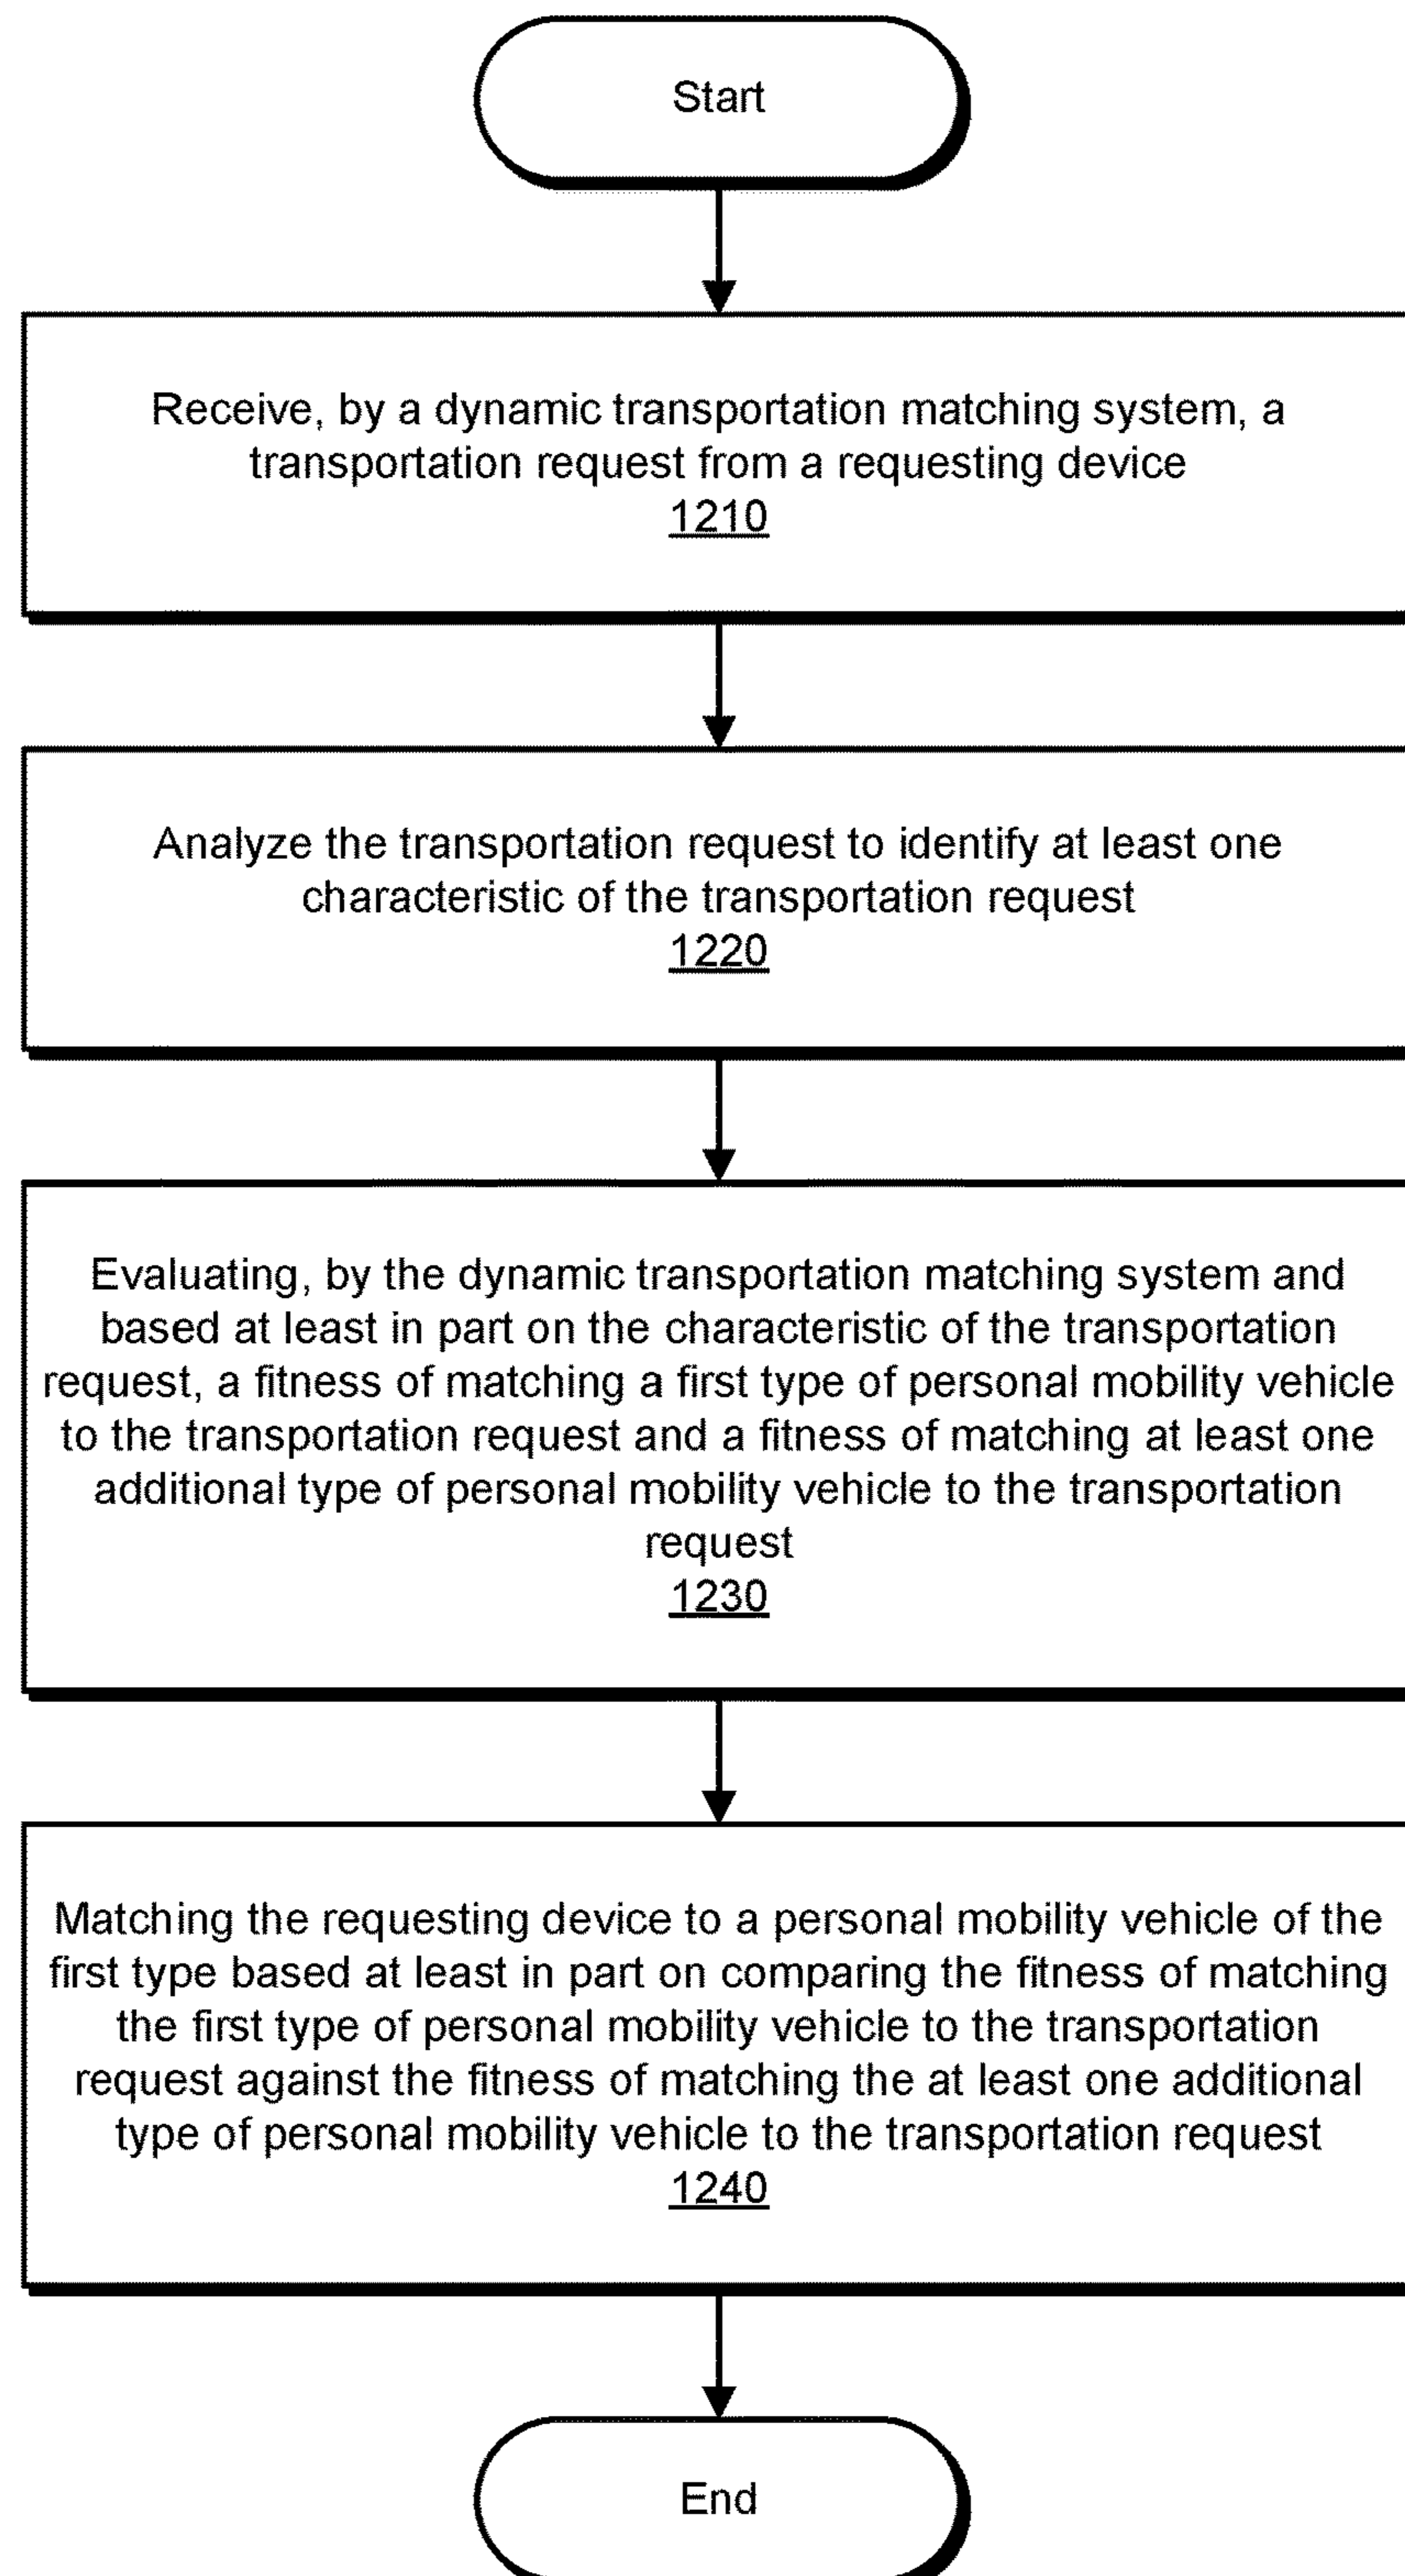 Start
Receive, by a dynamic transportation matching system, a
transportation request from a requesting device
1210
Analyze the transportation request to identify at least one
characteristic of the transportation request
1220
Evaluating, by the dynamic transportation matching system and
based at least in part on the characteristic of the transportation
request, a fitness of matching a first type of personal mobility vehicle
to the transportation request and a fitness of matching at least one
additional type of personal mobility vehicle to the transportation
request
1230
Matching the requesting device to a personal mobility vehicle of the
first type based at least in part on comparing the fitness of matching
the first type of personal mobility vehicle to the transportation
request against the fitness of matching the at least one additional
type of personal mobility vehicle to the transportation request
1240
End